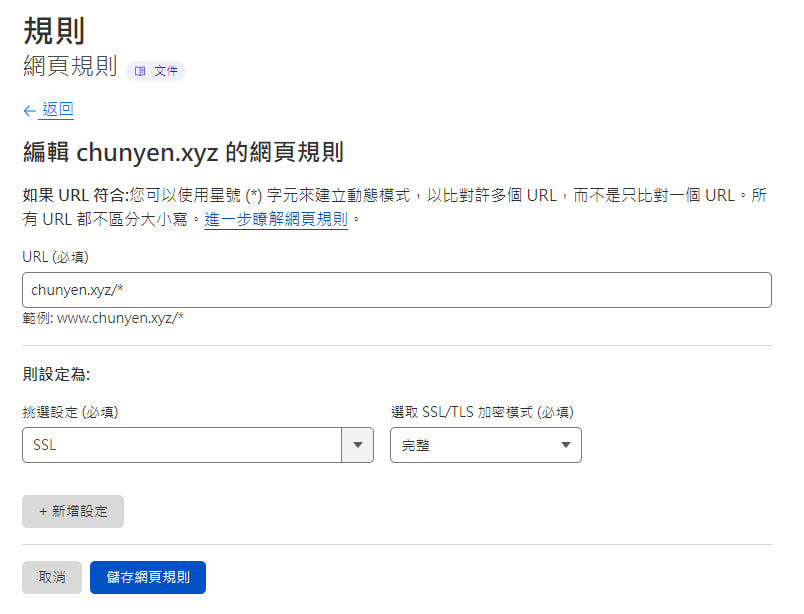 規則
網頁規則 文件
← 返回
編輯 chunyen.xyz 的網頁規則
如果 URL 符合:您可以使用星號 (*) 字元來建立動態模式，以比對許多個 URL，而不是只比對一個 URL。所
有 URL 都不區分大小寫。進一步瞭解網頁規則。
URL (必填)
chunyen.xyz/*
範例: www.chunyen.xyz/*
則設定為:
挑選設定 (必填) 選取 SSL/TLS 加密模式 (必填)
SSL 完整
+ 新增設定
取消 儲存網頁規則